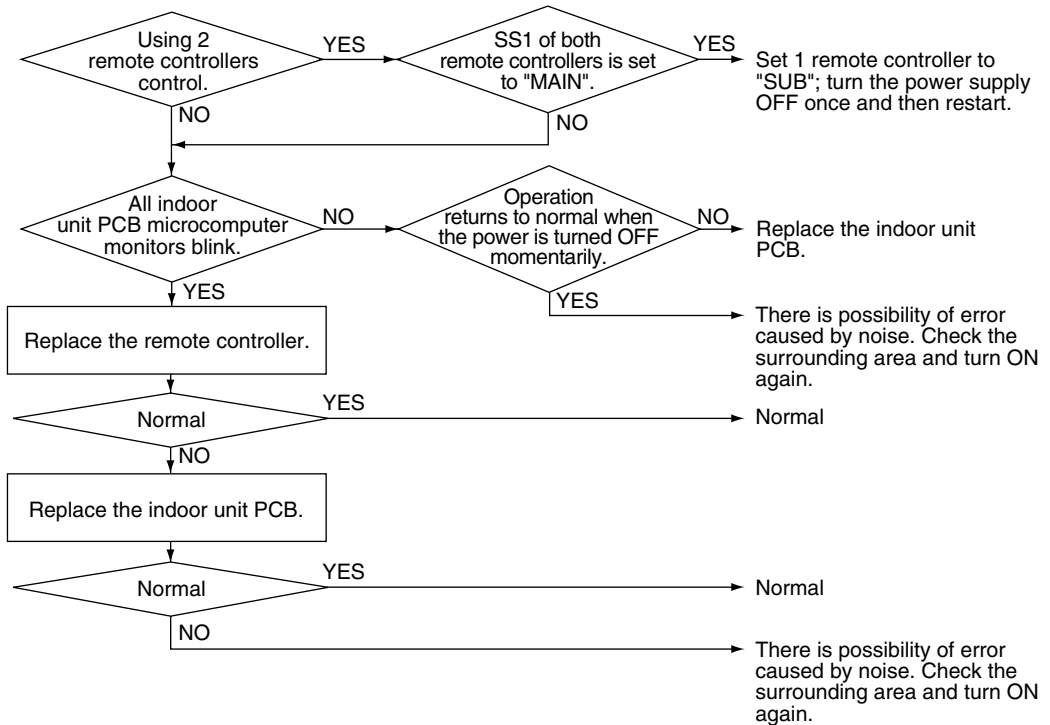 Using 2
remote controllers
control.
YES
SS1 of both
remote controllers is set
to "MAIN".
YES
Set 1 remote controller to
"SUB"; turn the power supply
OFF once and then restart.
NO
NO
All indoor
unit PCB microcomputer
monitors blink.
NO
Operation
returns to normal when
the power is turned OFF
momentarily.
NO
Replace the indoor unit
PCB.
YES
YES
There is possibility of error
caused by noise. Check the
surrounding area and turn ON
again.
Replace the remote controller.
Normal
YES
Normal
NO
Replace the indoor unit PCB.
Normal
YES
Normal
NO
There is possibility of error
caused by noise. Check the
surrounding area and turn ON
again.